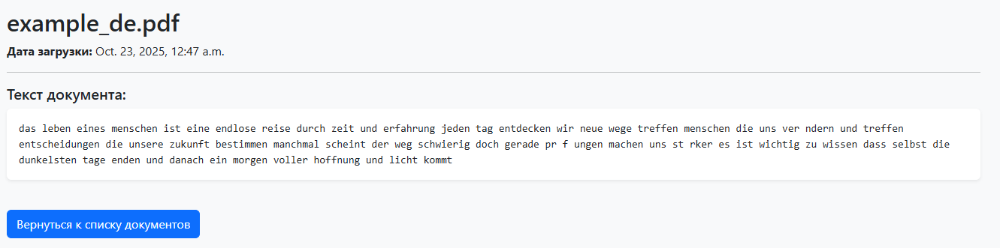 example_de.pdf
Дата загрузки: Oct. 23, 2025, 12:47 a.m.
Текст документа:
das leben eines menschen ist eine endlose reise durch zeit und erfahrung jeden tag entdecken wir neue wege treffen menschen die uns ver ndern und treffen
entscheidungen die unsere zukunft bestimmen manchmal scheint der weg schwierig doch gerade pr f ungen machen uns st rker es ist wichtig zu wissen dass selbst die
dunkelsten tage enden und danach ein morgen voller hoffnung und licht kommt
Вернуться к списку документов